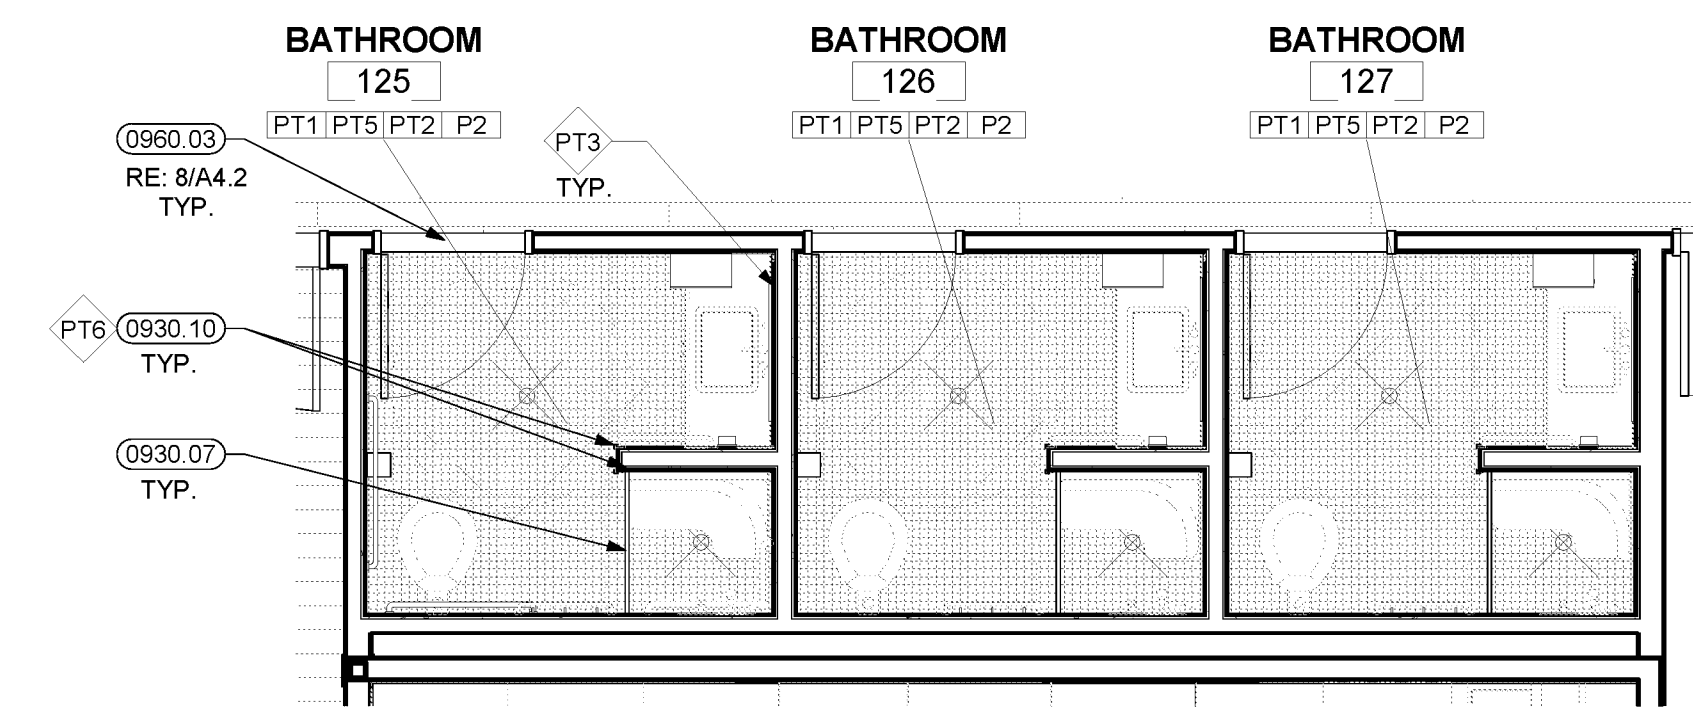 BATHROOM
125
PT1 PT5 PT2 P2
BATHROOM
126
PT1 PT5 PT2 P2
BATHROOM
127
PT1 PT5 PT2 P2
0960.03
RE: 8/A4.2
TYP.
PT3
TYP.
PT6 0930.10
TYP.
0930.07
TYP.